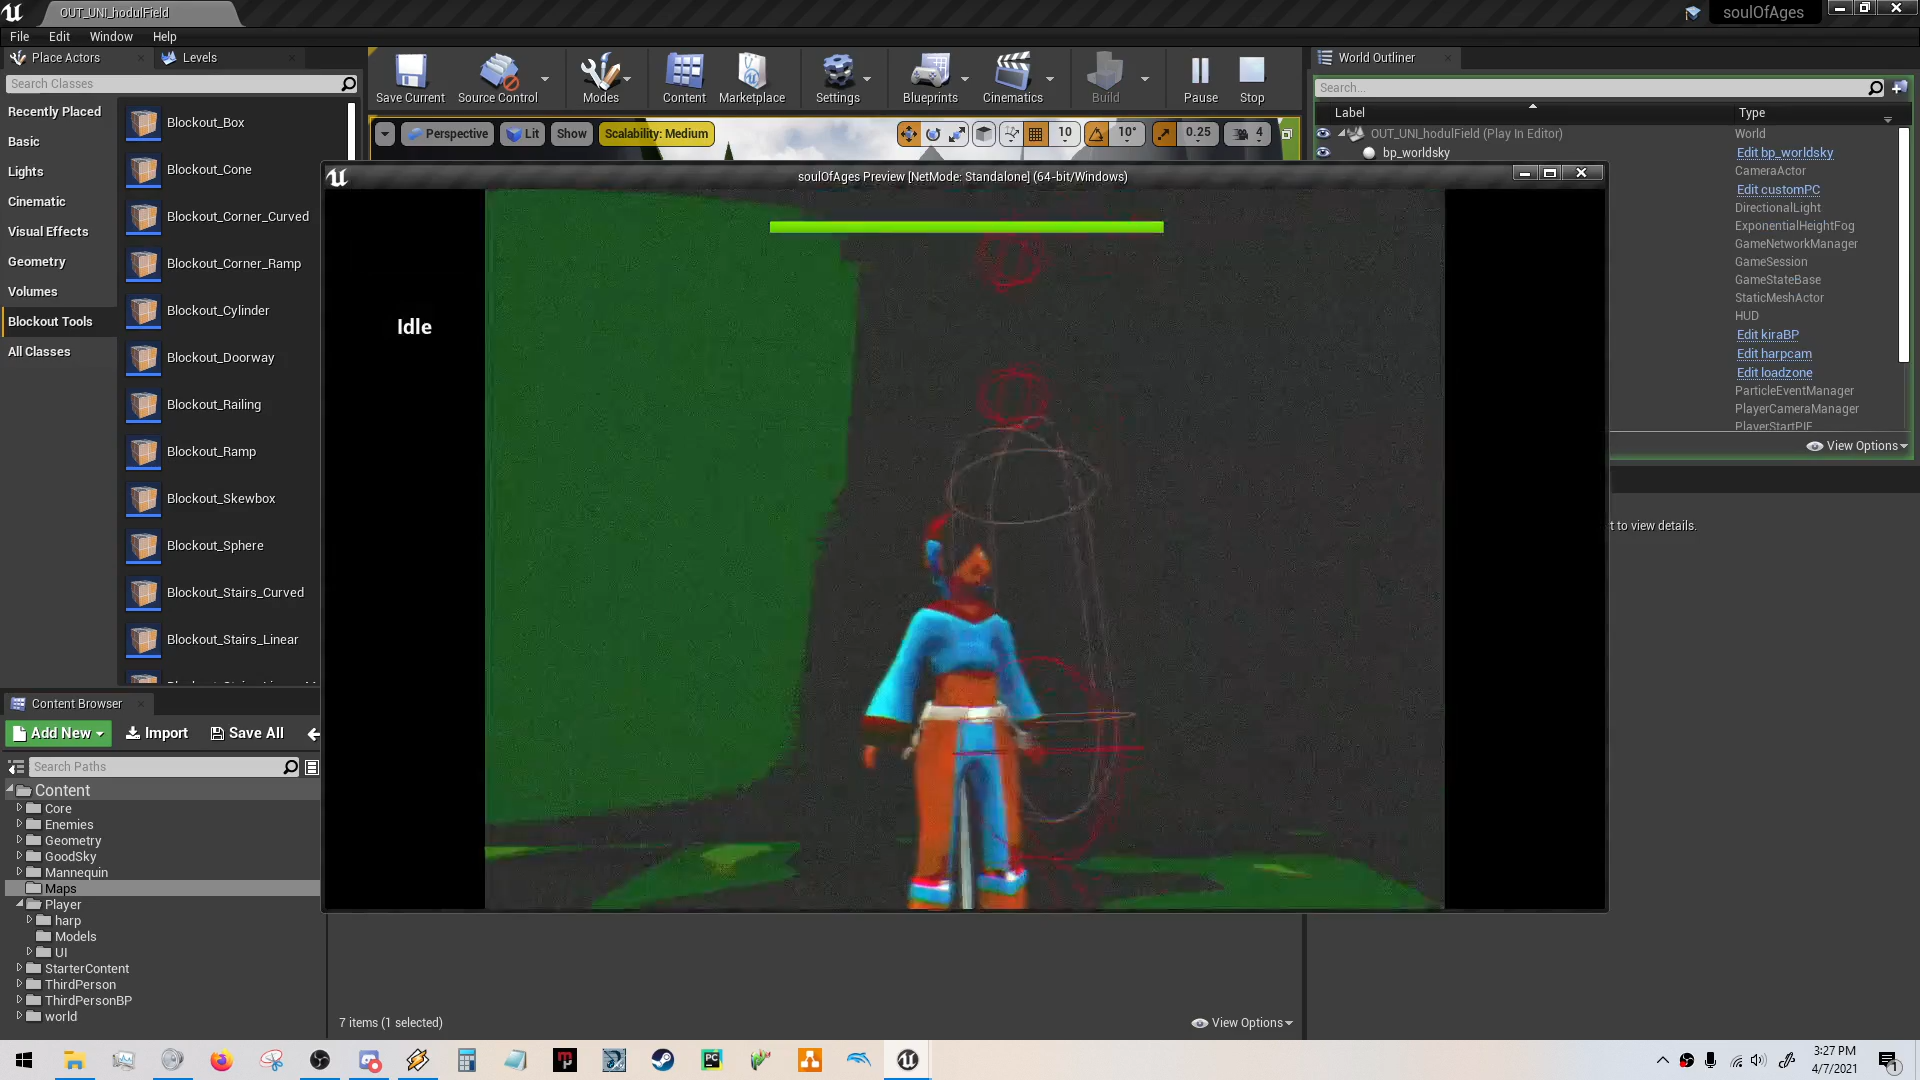 OUT_UNI_hodulField
soulOfAges
File Edit Window Help
Place Actors
Levels
Search Classes
Recently Placed
Basic
Lights
Cinematic
Visual Effects
Geometry
Volumes
Blockout Tools
All Classes
Blockout_Box
Blockout_Cone
Blockout_Corner_Curved
Blockout_Corner_Ramp
Blockout_Cylinder
Blockout_Doorway
Blockout_Railing
Blockout_Ramp
Blockout_Skewbox
Blockout_Sphere
Blockout_Stairs_Curved
Blockout_Stairs_Linear
Save Current
Source Control
Modes
Content
Marketplace
Settings
Blueprints
Cinematics
Build
Pause
Stop
Perspective
Lit
Show
Scalability: Medium
10
10°
0.25
4
World Outliner
Search...
Label
Type
OUT_UNI_hodulField (Play In Editor)
World
bp_worldsky
Edit bp_worldsky
CameraActor
Edit customPC
DirectionalLight
ExponentialHeightFog
GameNetworkManager
GameSession
GameStateBase
StaticMeshActor
HUD
Edit kiraBP
Edit harpcam
Edit loadzone
ParticleEventManager
PlayerCameraManager
PlayerStartPIE
View Options
t to view details.
soulOfAges Preview [NetMode: Standalone] (64-bit/Windows)
Idle
Content Browser
Add New
Import
Save All
Search Paths
Content
Core
Enemies
Geometry
GoodSky
Mannequin
Maps
Player
harp
Models
UI
StarterContent
ThirdPerson
ThirdPersonBP
world
7 items (1 selected)
View Options
3:27 PM
4/7/2021
1